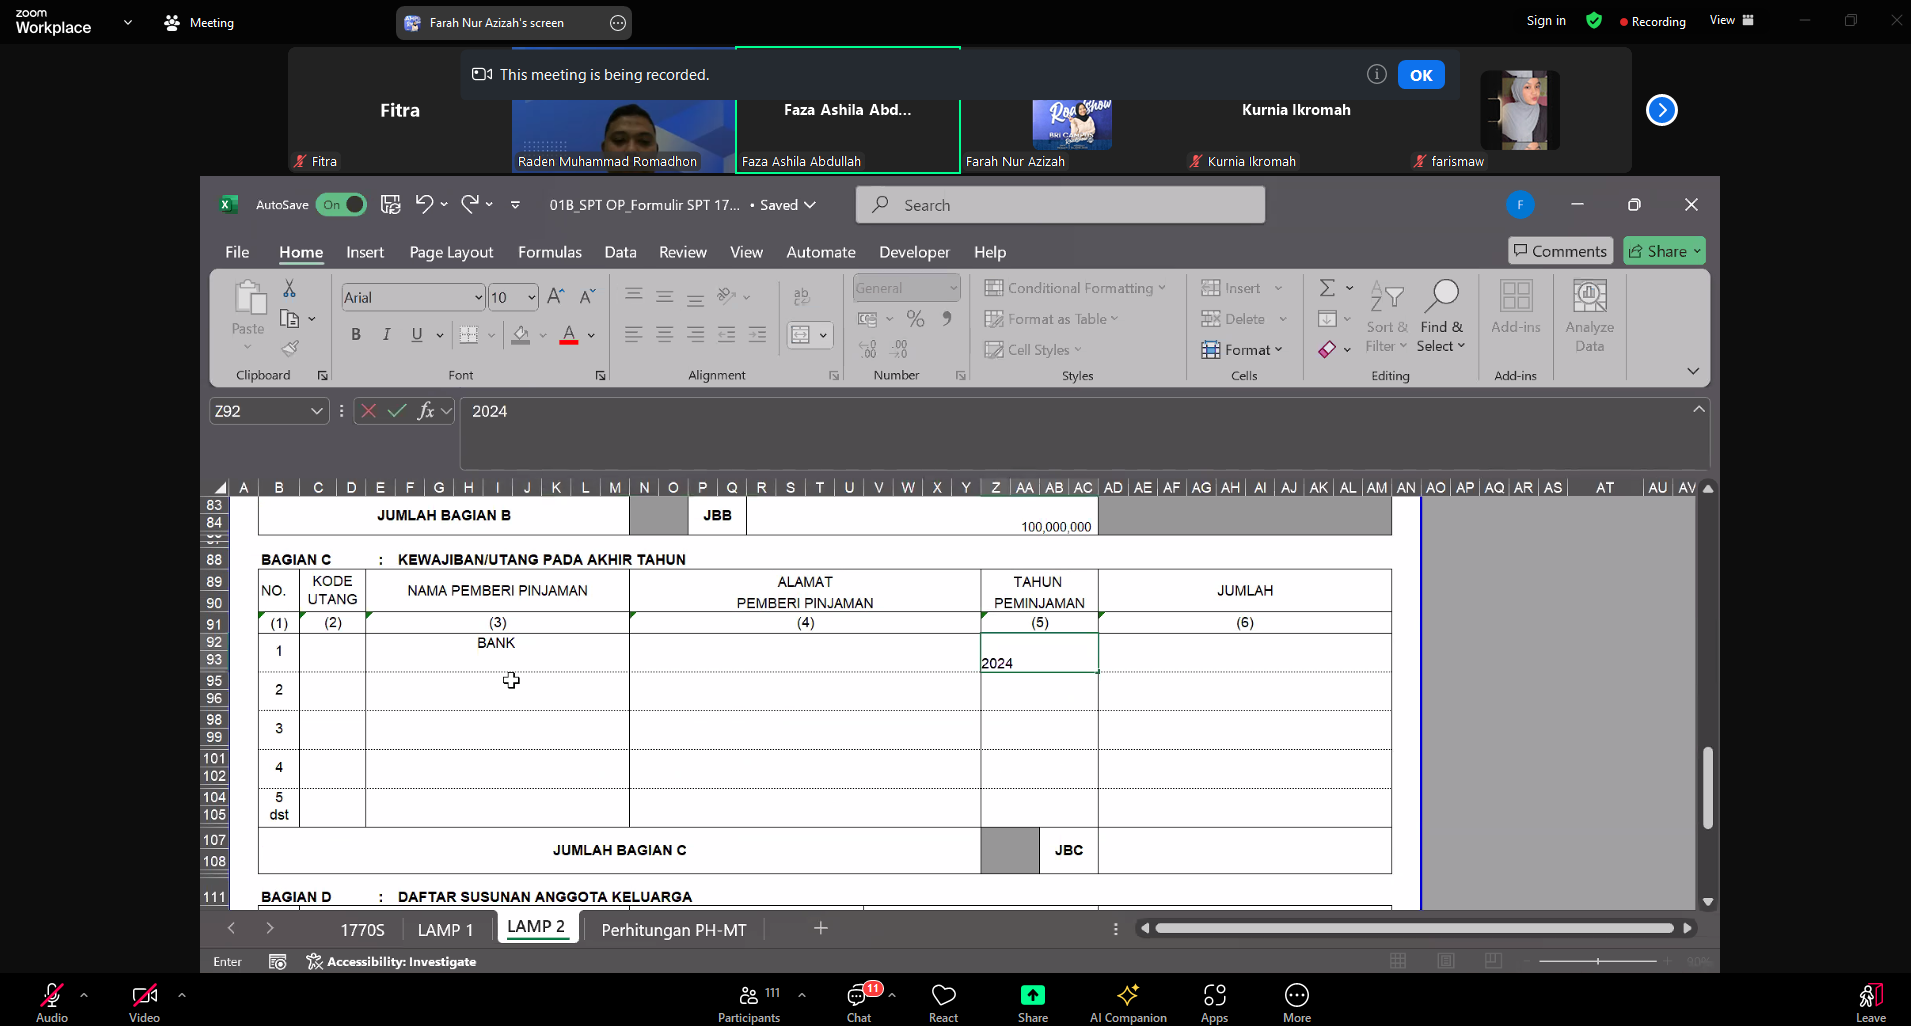 zoom
Workplace
Meeting
Farah Nur Azizah's screen
Sign in
Recording
View
This meeting is being recorded.
OK
Fitra
Faza Ashila Abd...
Kurnia Ikromah
Fitra
Raden Muhammad Romadhon
Faza Ashila Abdullah
Farah Nur Azizah
Kurnia Ikromah
farismaw
AutoSave On
01B_SPT OP_Formulir SPT 17... • Saved
Search
F
File Home Insert Page Layout Formulas Data Review View Automate Developer Help
Comments
Share
Paste
Clipboard
Arial 10
B I U
Font
Alignment
General
Number
Conditional Formatting
Format as Table
Cell Styles
Styles
Insert
Delete
Format
Cells
Sort & Filter
Find & Select
Editing
Add-ins
Add-ins
Analyze Data
Z92
fx
2024
A B C D E F G H I J K L M N O P Q R S T U V W X Y Z AA AB AC AD AE AF AG AH AI AJ AK AL AM AN AO AP AQ AR AS AT AU AV
83
84
JUMLAH BAGIAN B JBB 100,000,000
88 BAGIAN C : KEWAJIBAN/UTANG PADA AKHIR TAHUN
89
90
NO. KODE UTANG NAMA PEMBERI PINJAMAN ALAMAT PEMBERI PINJAMAN TAHUN PEMINJAMAN JUMLAH
91 (1) (2) (3) (4) (5) (6)
92
93
1 BANK 2024
95
96
2
98
99
3
101
102
4
104
105
5
dst
107
108
JUMLAH BAGIAN C JBC
111 BAGIAN D : DAFTAR SUSUNAN ANGGOTA KELUARGA
1770S LAMP 1 LAMP 2 Perhitungan PH-MT
Enter
Accessibility: Investigate
90%
Audio
Video
Participants 111
Chat 11
React
Share
AI Companion
Apps
More
Leave